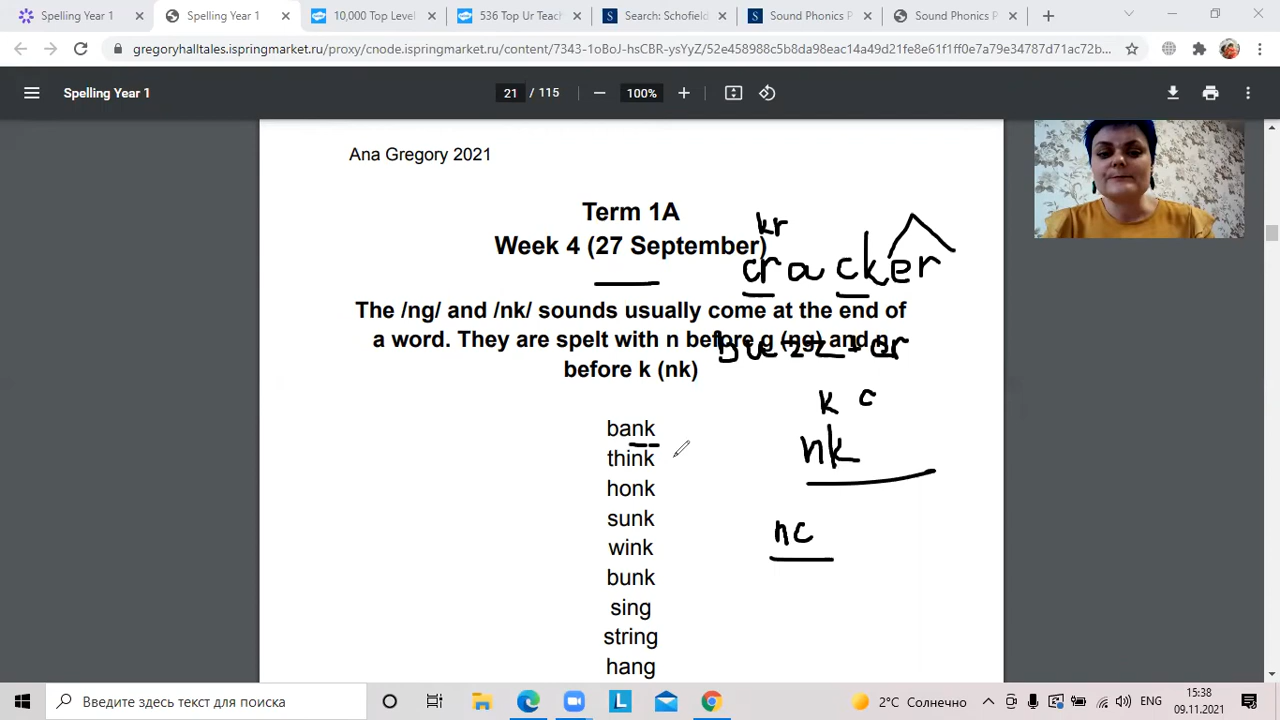 Spelling Year 1
Spelling Year 1
10,000 Top Level
536 Top Ur Teach
Search: Schofield
Sound Phonics P
Sound Phonics P
gregoryhalltales.ispringmarket.ru/proxy/cnode.ispringmarket.ru/content/7343-1oBoJ-hsCBR-ysYyZ/52e458988c586da98eac14a49d21fe8e61f1ff0e7a79e34787d71ac72b...
Spelling Year 1
21 / 115
100%
Ana Gregory 2021
Term 1A
kr
Week 4 (27 September)
cracker
The /ng/ and /nk/ sounds usually come at the end of
a word. They are spelt with n before g (ng) and n
before k (nk)
k c
bank
nk
think
honk
sunk
nc
wink
bunk
sing
string
hang
Введите здесь текст для поиска
2°C Солнечно
ENG
15:38
09.11.2021